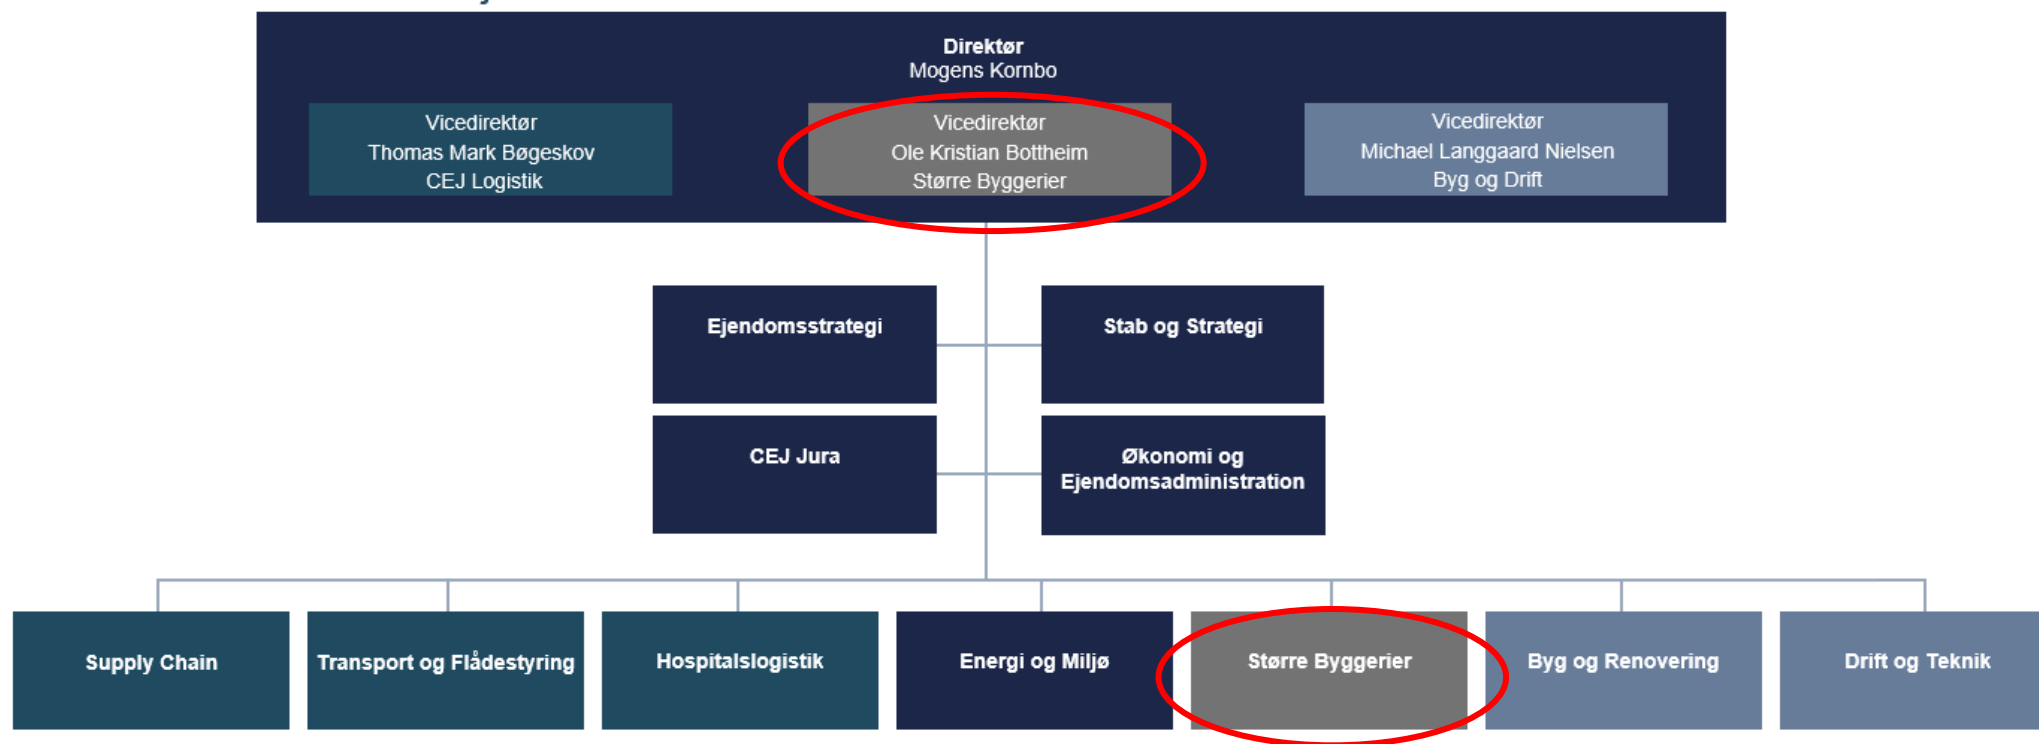 Direktør
Mogens Kornbo
Vicedirektør
Thomas Mark Bøgeskov
CEJ Logistik
Vicedirektør
Ole Kristian Bottheim
Større Byggerier
Vicedirektør
Michael Langgaard Nielsen
Byg og Drift
Ejendomsstrategi
Stab og Strategi
CEJ Jura
Økonomi og
Ejendomsadministration
Supply Chain
Transport og Flådestyring
Hospitalslogistik
Energi og Miljø
Større Byggerier
Byg og Renovering
Drift og Teknik